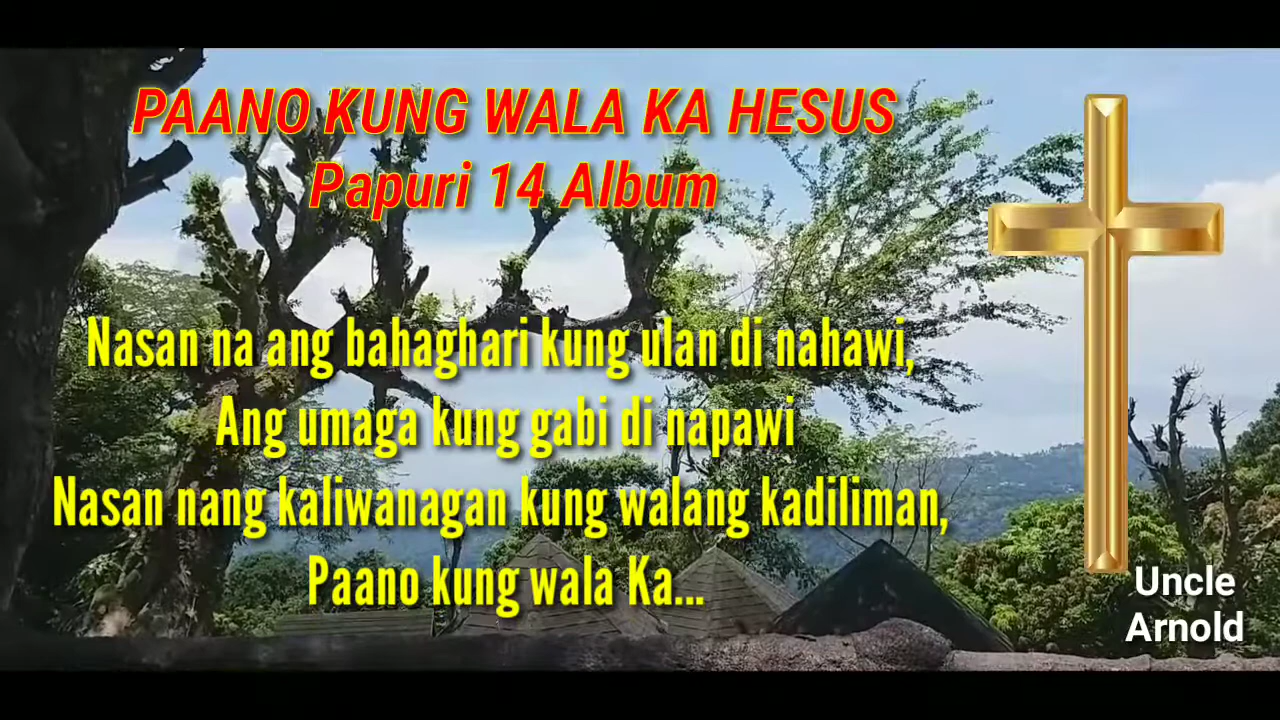 PAANO KUNG WALA KA HESUS
Papuri 14 Album
Nasan na ang bahaghari kung ulan di nahawi,
Ang umaga kung gabi di napawi
Nasan nang kaliwanagan kung walang kadiliman,
Paano kung wala Ka...
Uncle
Arnold